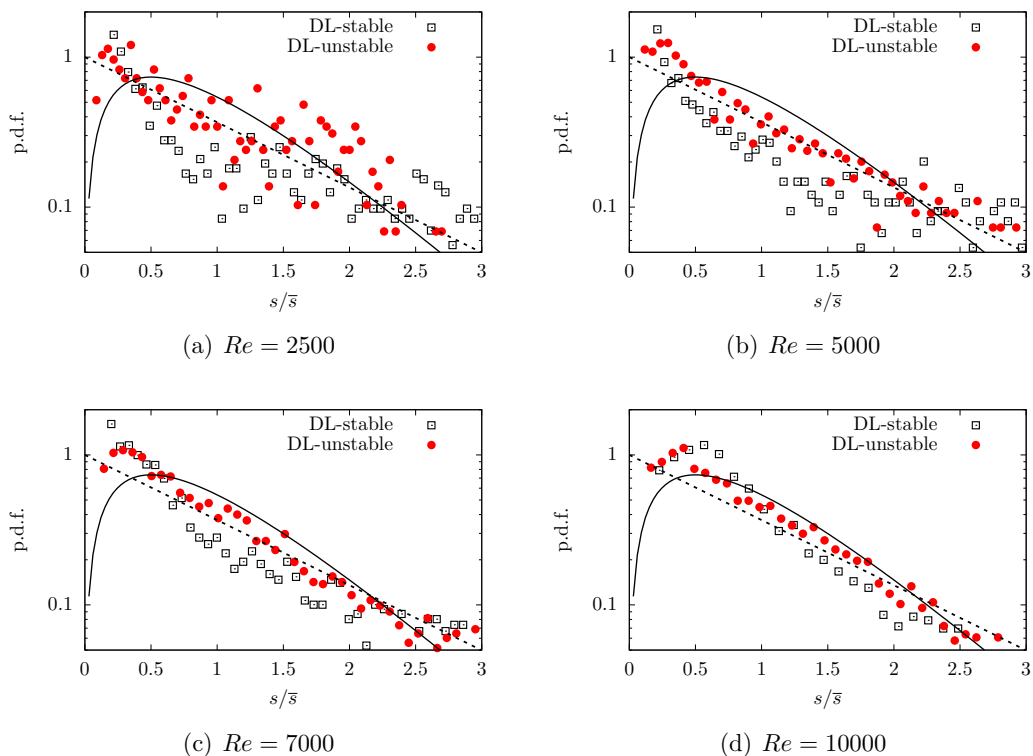 DL-stable
DL-unstable
1
0.1
p.d.f.
0 0.5 1 1.5 2 2.5 3
s/s̅
(a) Re = 2500
DL-stable
DL-unstable
1
0.1
p.d.f.
0 0.5 1 1.5 2 2.5 3
s/s̅
(b) Re = 5000
DL-stable
DL-unstable
1
0.1
p.d.f.
0 0.5 1 1.5 2 2.5 3
s/s̅
(c) Re = 7000
DL-stable
DL-unstable
1
0.1
p.d.f.
0 0.5 1 1.5 2 2.5 3
s/s̅
(d) Re = 10000